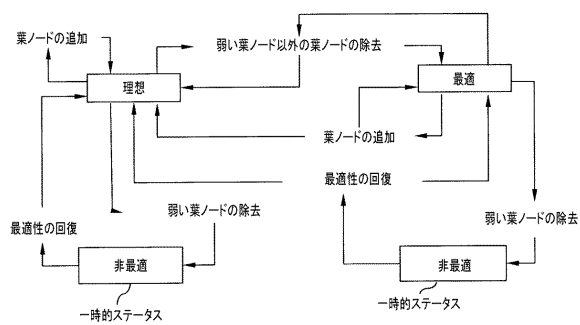 弱い葉ノード以外の葉ノードの除去
葉ノードの追加
理想
最適
葉ノードの追加
最適性の回復
弱い葉ノードの除去
弱い葉ノードの除去
最適性の回復
非最適
非最適
一時的ステータス
一時的ステータス